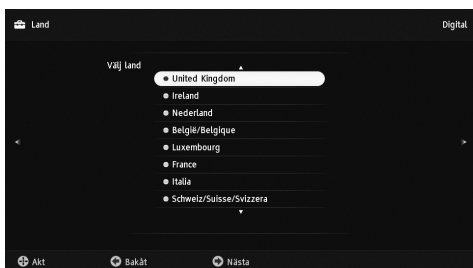 Land
Digital
Välj land
United Kingdom
Ireland
Nederland
België/Belgique
Luxembourg
France
Italia
Schweiz/Suisse/Svizzera
Akt Bakåt Nästa